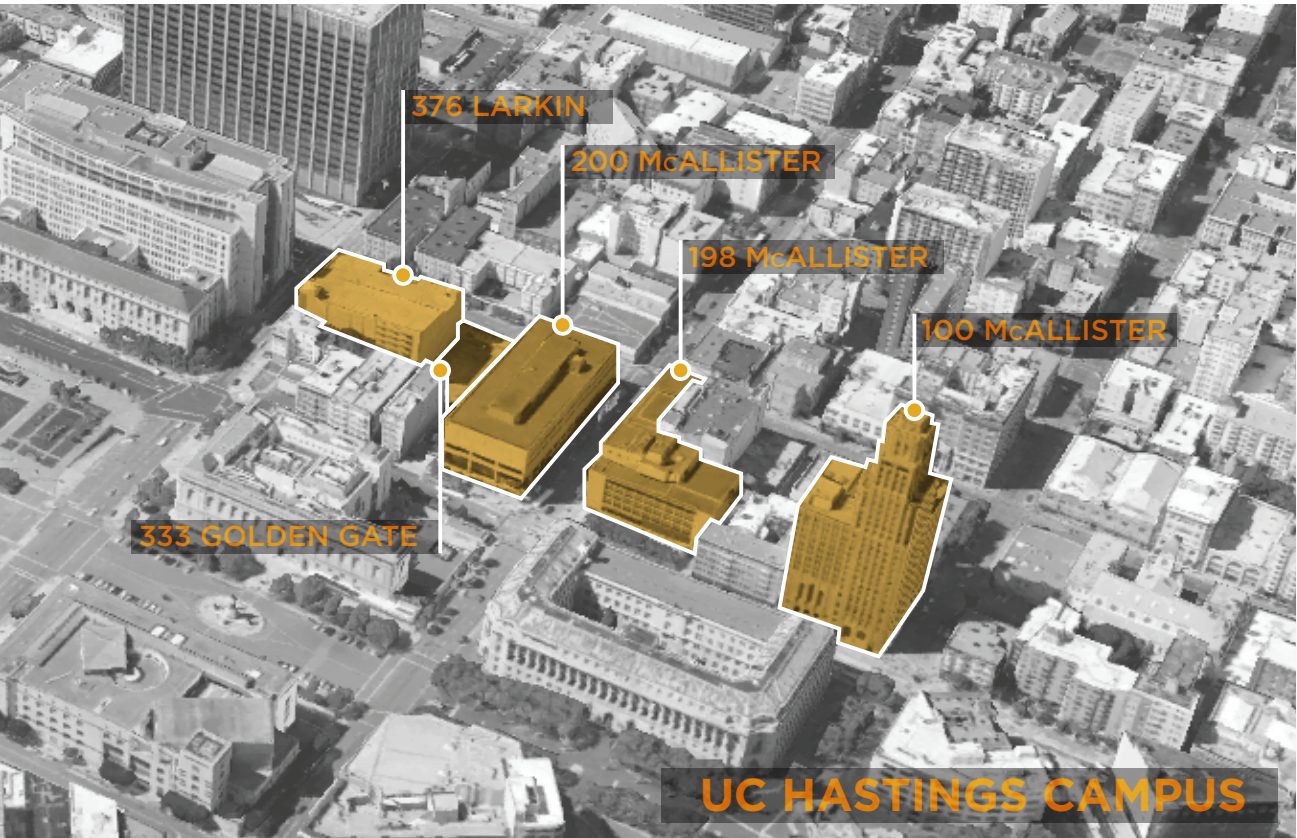 376 LARKIN
200 McALLISTER
198 McALLISTER
100 McALLISTER
333 GOLDEN GATE
UC HASTINGS CAMPUS